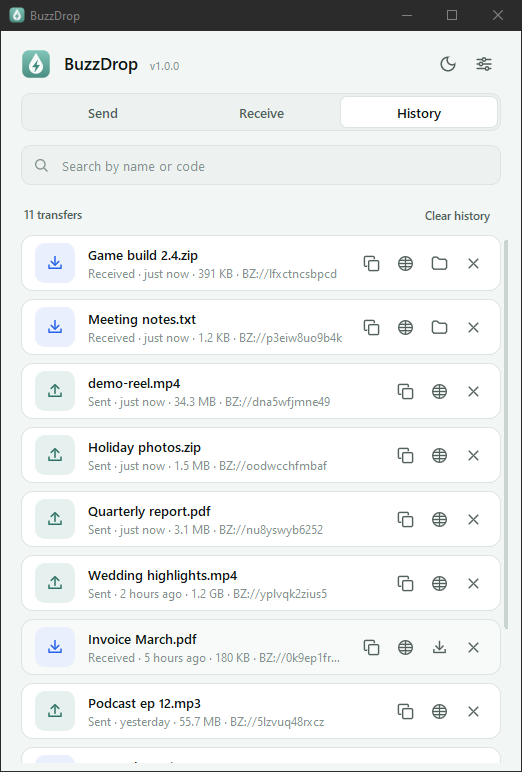 BuzzDrop
BuzzDrop v1.0.0
Send Receive History
Search by name or code
11 transfers Clear history
Game build 2.4.zip
Received · just now · 391 KB · BZ://lfxctncsbpcd
Meeting notes.txt
Received · just now · 1.2 KB · BZ://p3eiw8uo9b4k
demo-reel.mp4
Sent · just now · 34.3 MB · BZ://dna5wfjmne49
Holiday photos.zip
Sent · just now · 1.5 MB · BZ://oodwcchfmbaf
Quarterly report.pdf
Sent · just now · 3.1 MB · BZ://nu8yswyb6252
Wedding highlights.mp4
Sent · 2 hours ago · 1.2 GB · BZ://yplvqk2zius5
Invoice March.pdf
Received · 5 hours ago · 180 KB · BZ://0k9ep1fr...
Podcast ep 12.mp3
Sent · yesterday · 55.7 MB · BZ://5lzvuq48rxcz